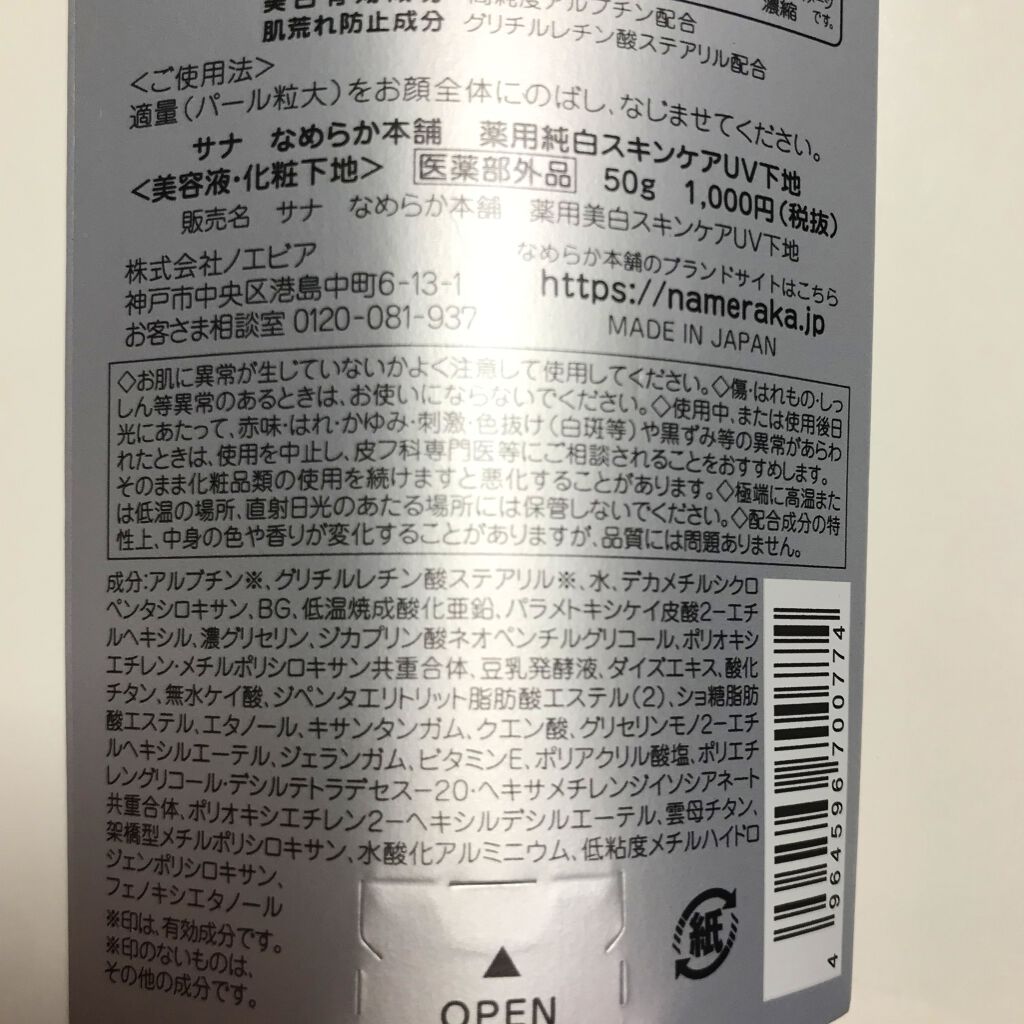 高純度アルブチン配合
濃縮 です。
肌荒れ防止成分 グリチルレチン酸ステアリル配合
＜ご使用法＞
適量（パール粒大）をお顔全体にのばし、なじませてください。
サナ なめらか本舗 薬用純白スキンケアUV下地
＜美容液・化粧下地＞ 医薬部外品 50g 1,000円（税抜）
販売名 サナ なめらか本舗 薬用美白スキンケアUV下地
株式会社ノエビア
神戸市中央区港島中町6-13-1
お客さま相談室 0120-081-937
なめらか本舗のブランドサイトはこちら
https://nameraka.jp
MADE IN JAPAN
◇お肌に異常が生じていないかよく注意して使用してください。◇傷・はれもの・しっ
しん等異常のあるときは、お使いにならないでください。◇使用中、または使用後日
光にあたって、赤味・はれ・かゆみ・刺激・色抜け（白斑等）や黒ずみ等の異常があらわ
れたときは、使用を中止し、皮フ科専門医等にご相談されることをおすすめします。
そのまま化粧品類の使用を続けますと悪化することがあります。◇極端に高温また
は低温の場所、直射日光のあたる場所には保管しないでください。◇配合成分の特
性上、中身の色や香りが変化することがありますが、品質には問題ありません。
成分:アルブチン※、グリチルレチン酸ステアリル※、水、デカメチルシクロ
ペンタシロキサン、BG、低温焼成酸化亜鉛、パラメトキシケイ皮酸2ーエチ
ルヘキシル、濃グリセリン、ジカプリン酸ネオペンチルグリコール、ポリオキシ
エチレン・メチルポリシロキサン共重合体、豆乳発酵液、ダイズエキス、酸化
チタン、無水ケイ酸、ジペンタエリトリット脂肪酸エステル（2）、ショ糖脂肪
酸エステル、エタノール、キサンタンガム、クエン酸、グリセリンモノ2ーエチ
ルヘキシルエーテル、ジェランガム、ビタミンE、ポリアクリル酸塩、ポリエチ
レングリコール・デシルテトラデセスー20・ヘキサメチレンジイソシアネート
共重合体、ポリオキシエチレン2ーヘキシルデシルエーテル、雲母チタン、
架橋型メチルポリシロキサン、水酸化アルミニウム、低粘度メチルハイドロ
ジェンポリシロキサン、
フェノキシエタノール
※印は、有効成分です。
※印のないものは、
その他の成分です。
4 964596 700774
紙
OPEN